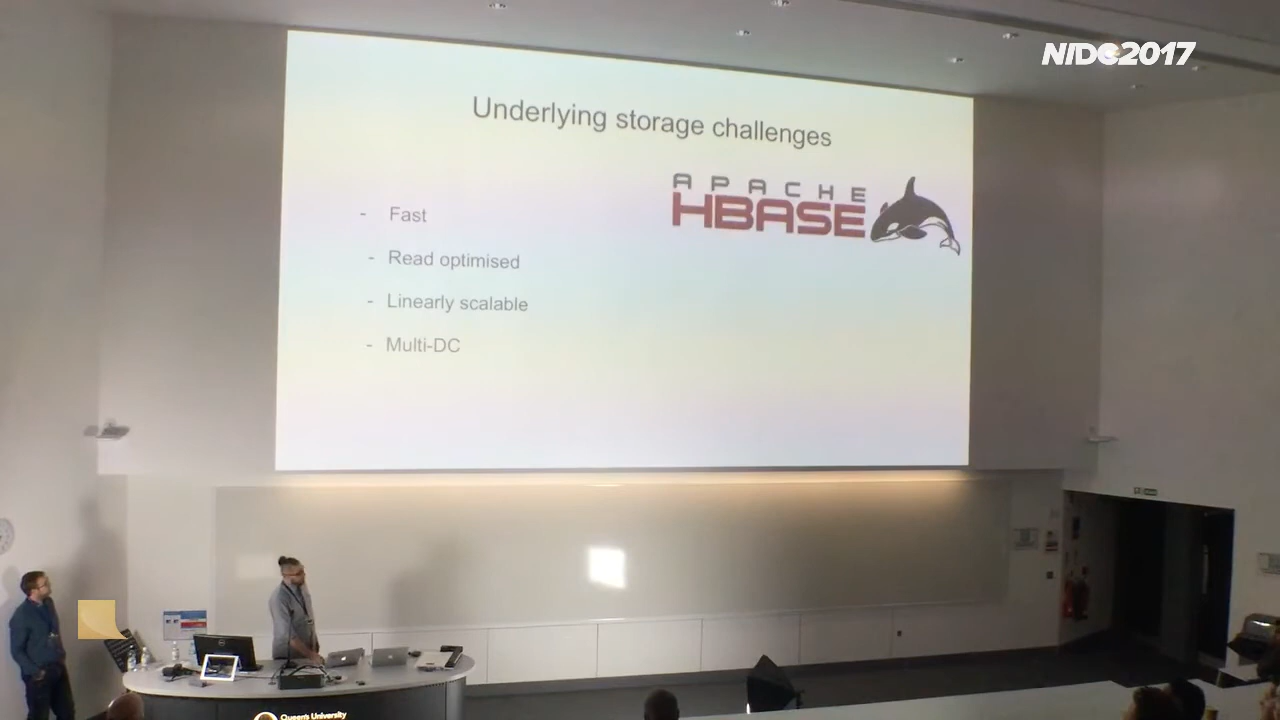 NIDC2017
Underlying storage challenges
APACHE
HBASE
- Fast
- Read optimised
- Linearly scalable
- Multi-DC
Queen's University